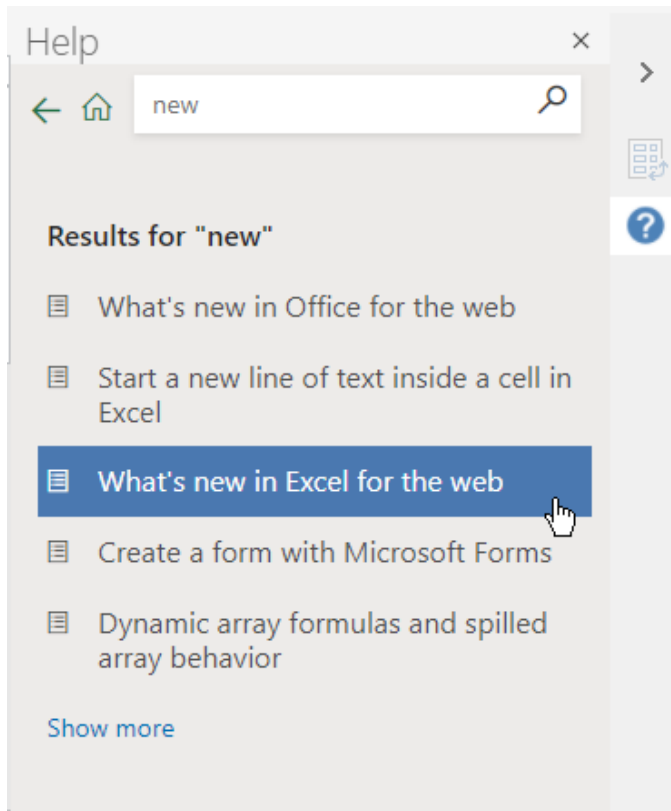 Help
new
Results for "new"
What's new in Office for the web
Start a new line of text inside a cell in
Excel
What's new in Excel for the web
Create a form with Microsoft Forms
Dynamic array formulas and spilled
array behavior
Show more